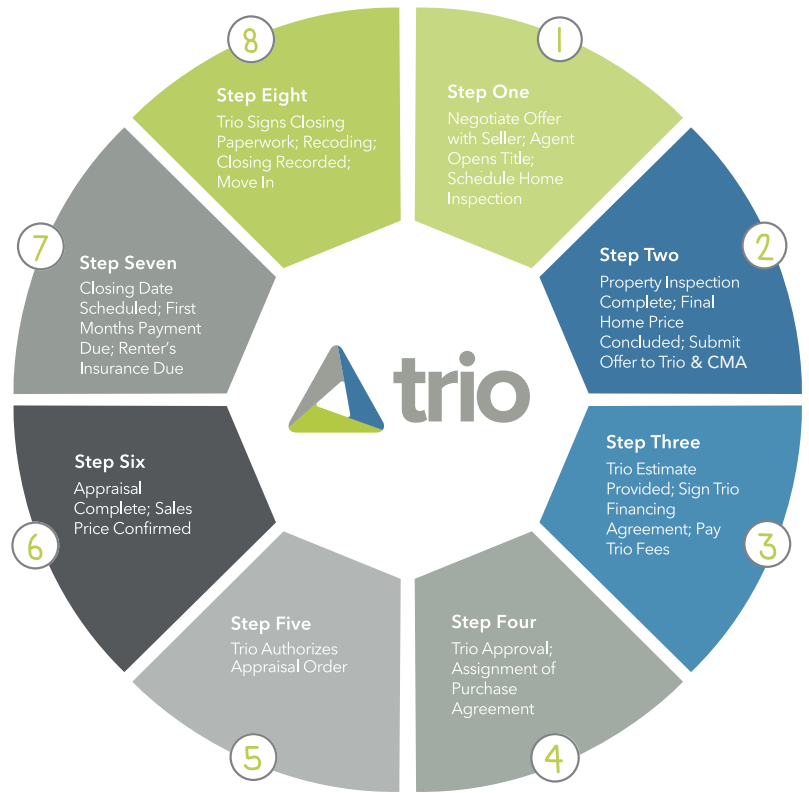 1
Step One
Negotiate Offer
with Seller; Agent
Opens Title;
Schedule Home
Inspection
2
Step Two
Property Inspection
Complete; Final
Home Price
Concluded; Submit
Offer to Trio & CMA
3
Step Three
Trio Estimate
Provided; Sign Trio
Financing
Agreement; Pay
Trio Fees
4
Step Four
Trio Approval;
Assignment of
Purchase
Agreement
5
Step Five
Trio Authorizes
Appraisal Order
6
Step Six
Appraisal
Complete; Sales
Price Confirmed
7
Step Seven
Closing Date
Scheduled; First
Months Payment
Due; Renter's
Insurance Due
8
Step Eight
Trio Signs Closing
Paperwork; Recoding;
Closing Recorded;
Move In
trio